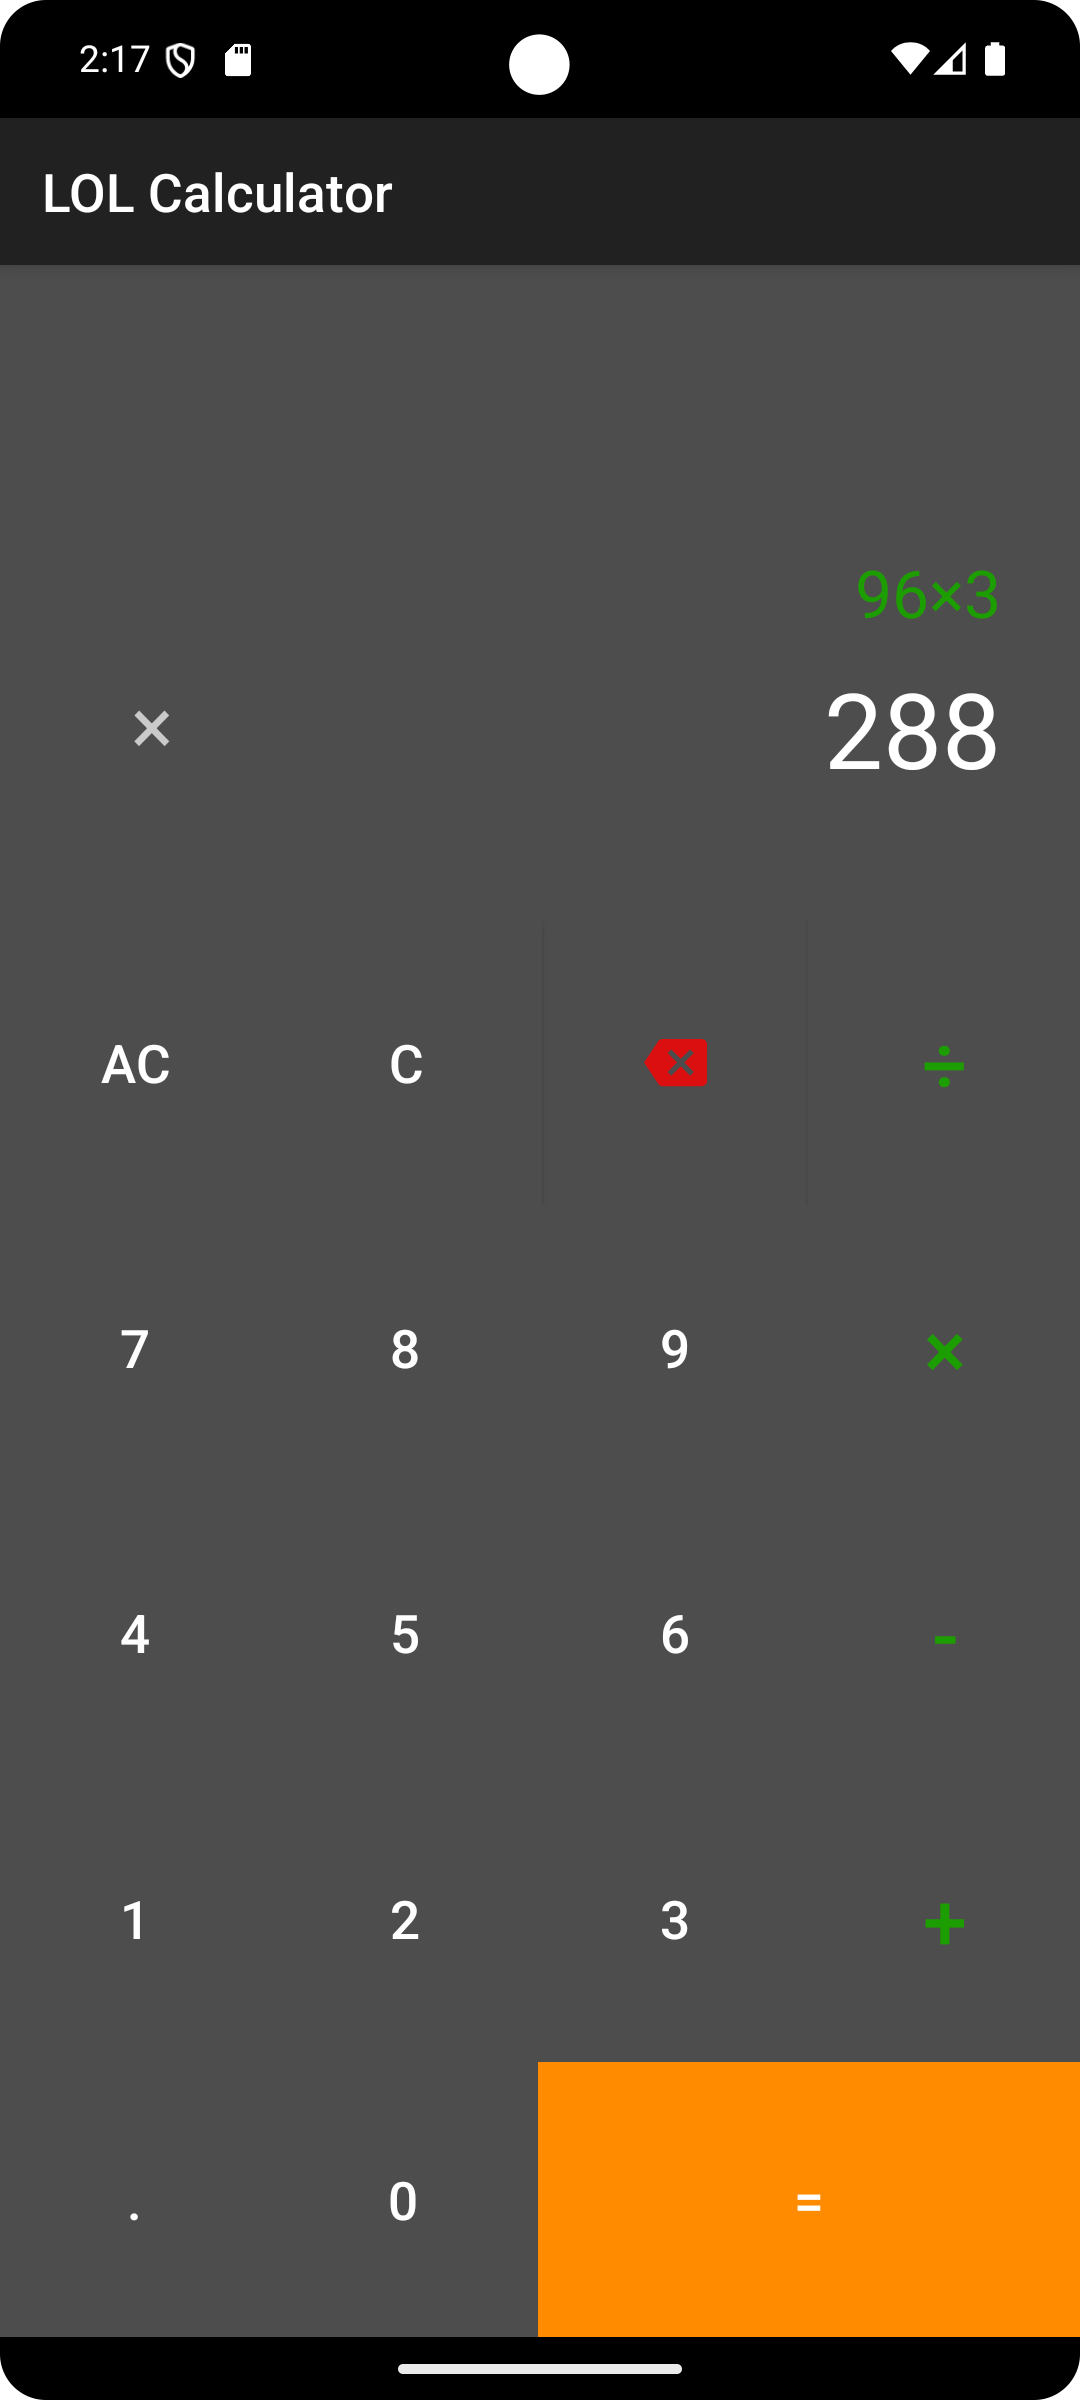 2:17
LOL Calculator
96×3
× 288
AC C ÷
7 8 9 ×
4 5 6 -
1 2 3 +
. 0 =